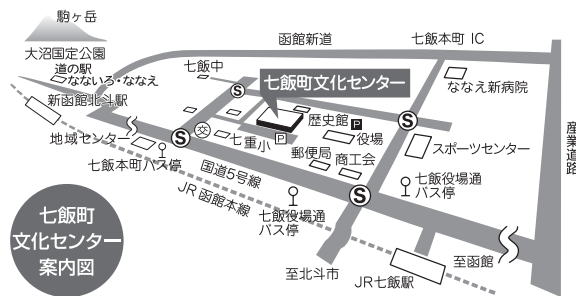 駒ヶ岳
大沼国定公園
道の駅
なないろ・ななえ
新函館北斗駅
函館新道
七飯本町 IC
七飯中
七飯町文化センター
ななえ新病院
産業道路
S
歴史館
P
P
役場
S
スポーツセンター
地域センター
S
交
七重小
郵便局
商工会
七飯本町バス停
国道5号線
JR 函館本線
七飯役場通
バス停
S
七飯役場通
バス停
七飯町
文化センター
案内図
至北斗市
JR七飯駅
至函館